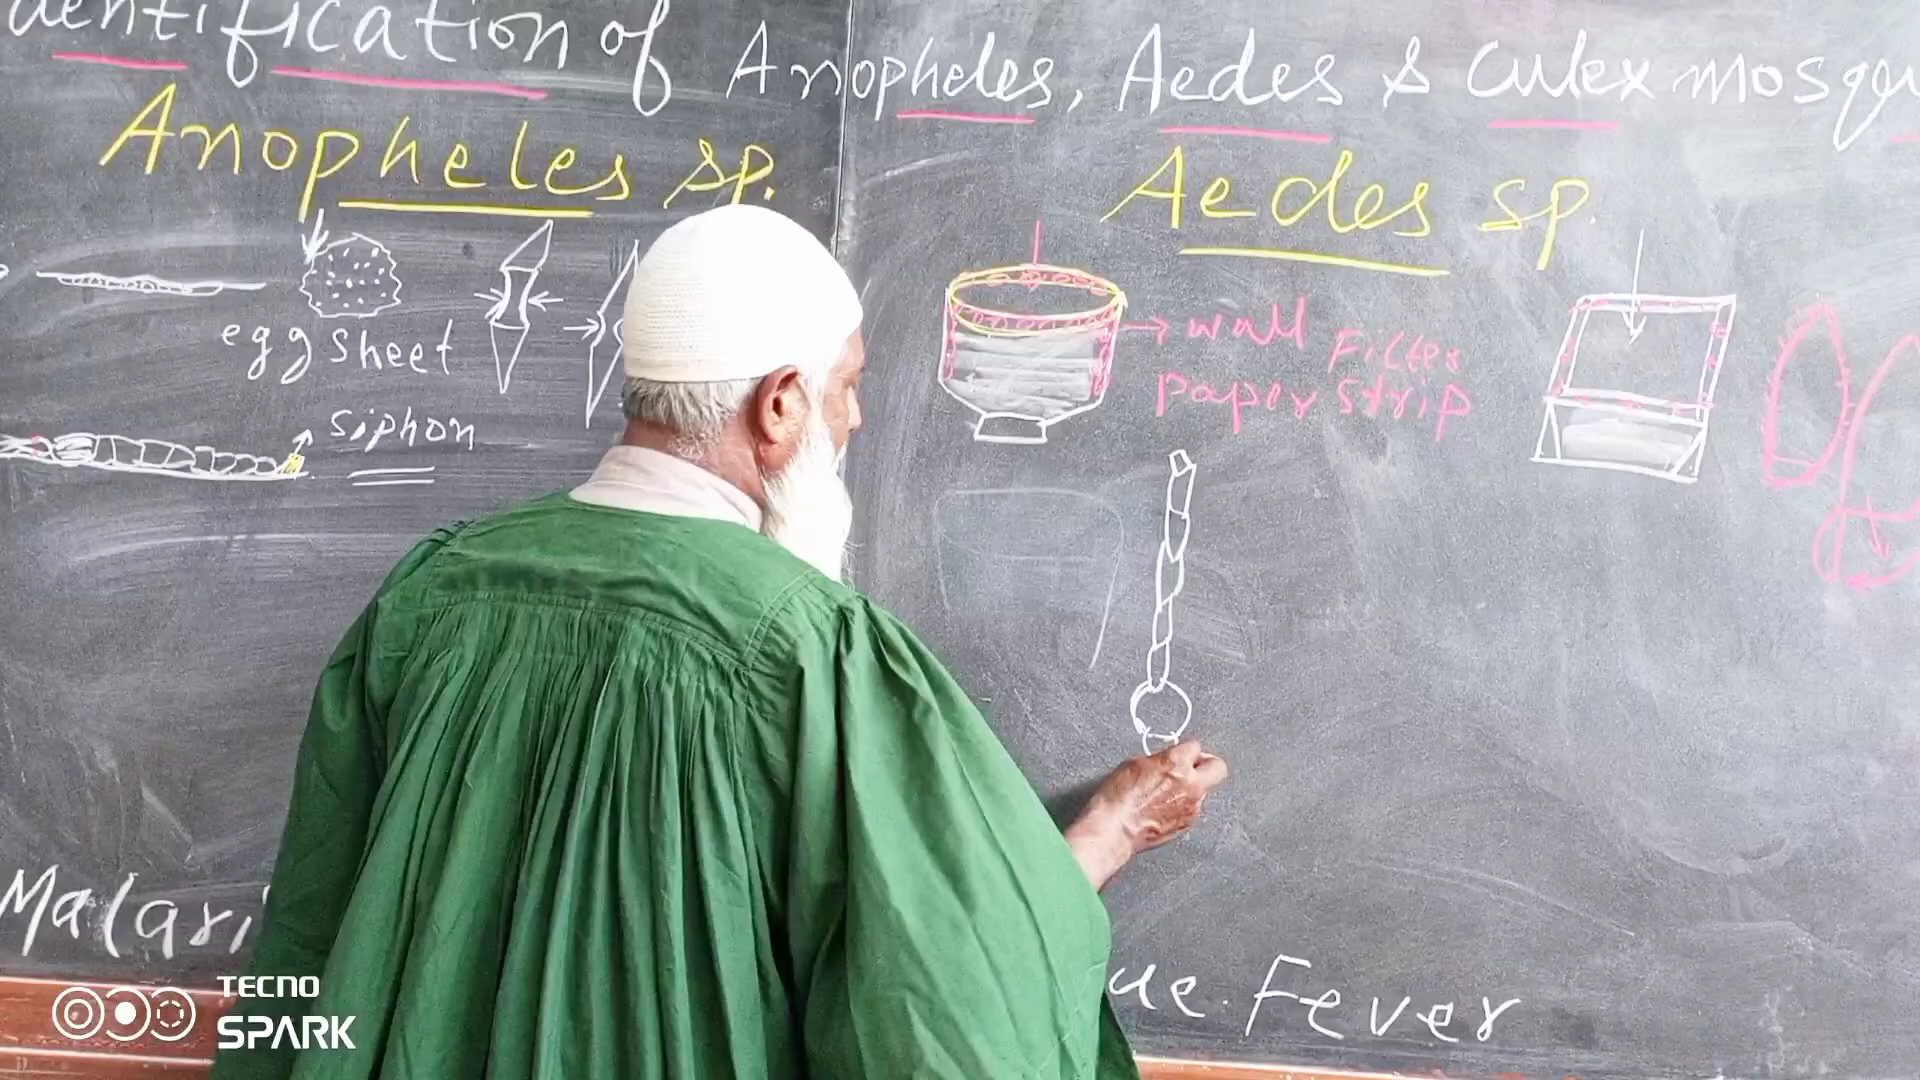 dentification of Anopheles, Aedes & Culex mosqu
Anopheles sp.
Aedes sp.
egg sheet
siphon
wall Filter
paper strip
Malari
ue Fever
TECNO
SPARK